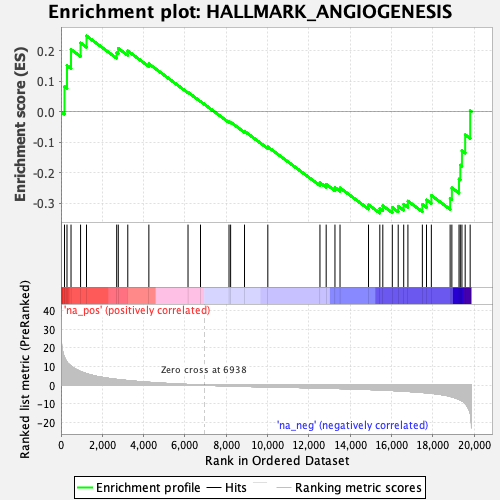 Enrichment plot: HALLMARK_ANGIOGENESIS
Enrichment score (ES)
0.2
0.1
0.0
-0.1
-0.2
-0.3
'na_pos' (positively correlated)
Ranked list metric (PreRanked)
40
30
20
10
0
-10
-20
Zero cross at 6938
'na_neg' (negatively correlated)
0
2,000
4,000
6,000
8,000
10,000
12,000
14,000
16,000
18,000
20,000
Rank in Ordered Dataset
Enrichment profile
Hits
Ranking metric scores